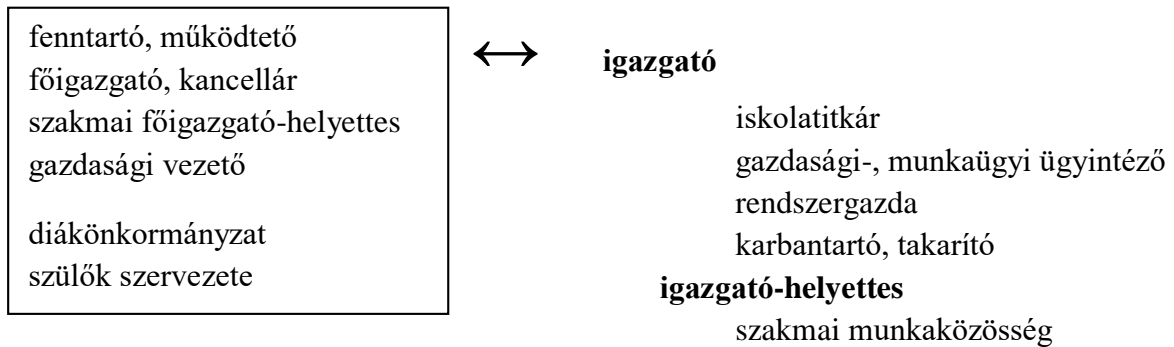 fenntartó, működtető
főigazgató, kancellár
szakmai főigazgató-helyettes
gazdasági vezető
diákönkormányzat
szülők szervezete
↔
igazgató
iskolatitkár
gazdasági-, munkaügyi ügyintéző
rendszergazda
karbantartó, takarító
igazgató-helyettes
szakmai munkaközösség